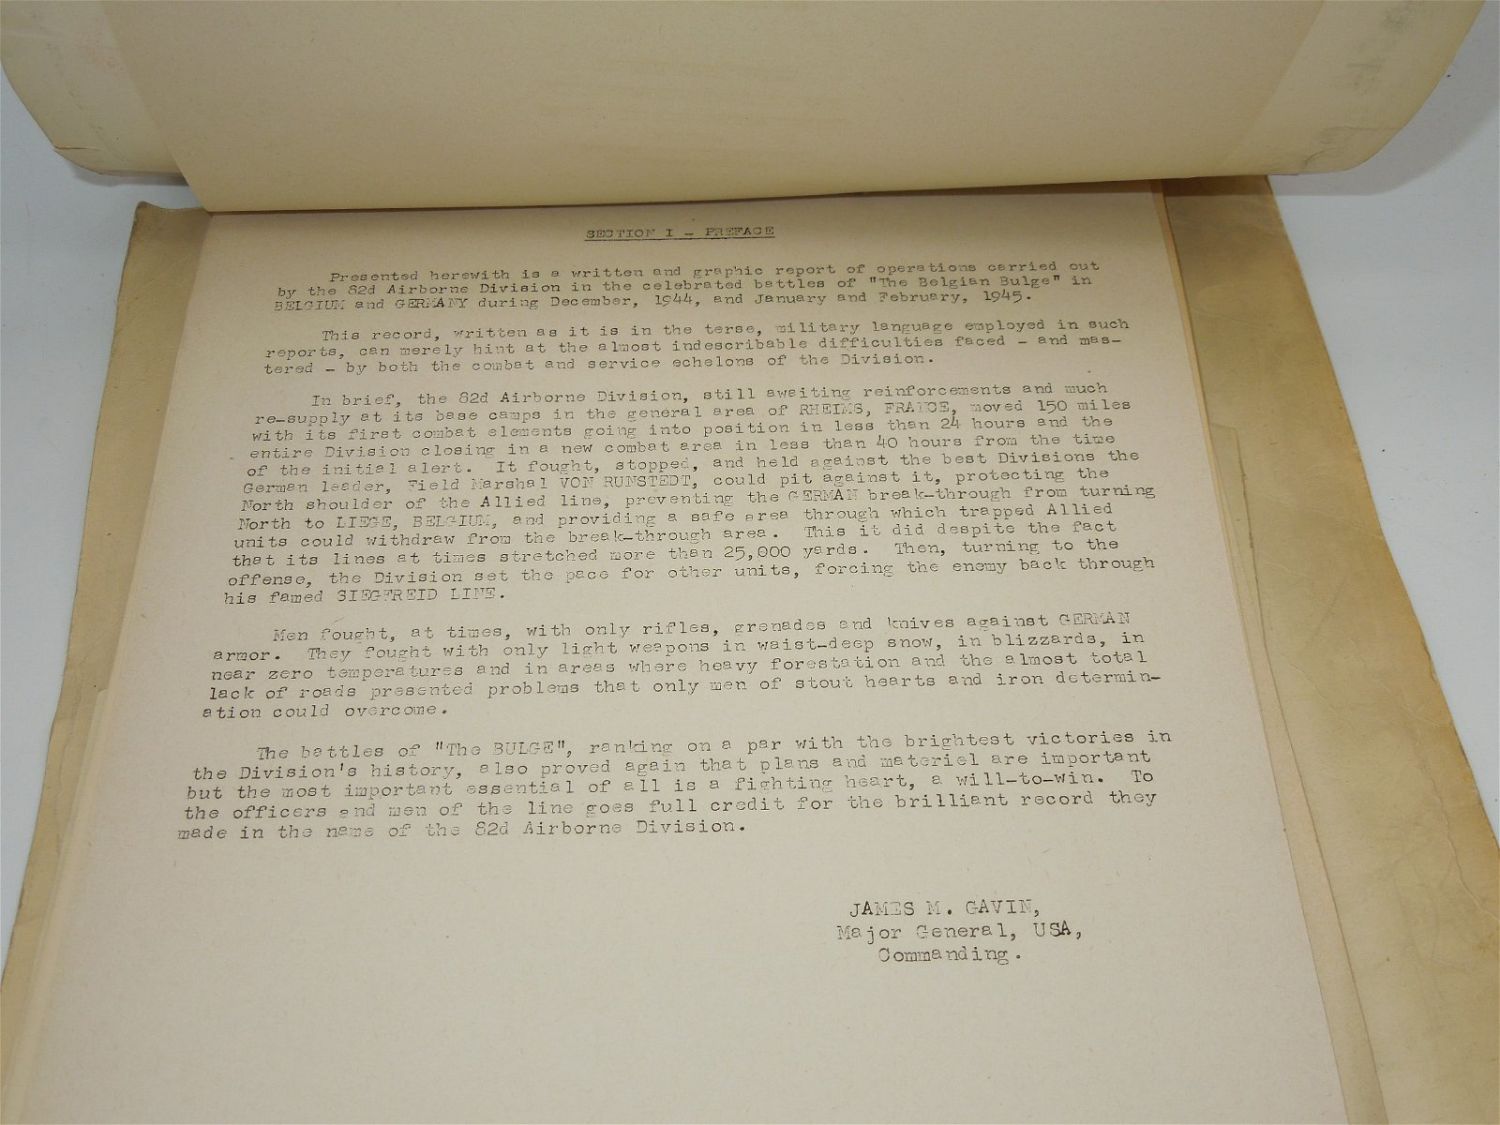 SECTION I - PREFACE
Presented herewith is a written and graphic report of operations carried out
by the 82d Airborne Division in the celebrated battles of "The Belgian Bulge" in
BELGIUM and GERMANY during December, 1944, and January and February, 1945.
This record, written as it is in the terse, military language employed in such
reports, can merely hint at the almost indescribable difficulties faced - and mas-
tered - by both the combat and service echelons of the Division.
In brief, the 82d Airborne Division, still awaiting reinforcements and much
re-supply at its base camps in the general area of RHEIMS, FRANCE, moved 150 miles
with its first combat elements going into position in less than 24 hours and the
entire Division closing in a new combat area in less than 40 hours from the time
of the initial alert. It fought, stopped, and held against the best Divisions the
German leader, Field Marshal VON RUNSTEDT, could pit against it, protecting the
North shoulder of the Allied line, preventing the GERMAN break-through from turning
North to LIEGE, BELGIUM, and providing a safe area through which trapped Allied
units could withdraw from the break-through area. This it did despite the fact
that its lines at times stretched more than 25,000 yards. Then, turning to the
offense, the Division set the pace for other units, forcing the enemy back through
his famed SIEGFREID LINE.
Men fought, at times, with only rifles, grenades and knives against GERMAN
armor. They fought with only light weapons in waist-deep snow, in blizzards, in
near zero temperatures and in areas where heavy forestation and the almost total
lack of roads presented problems that only men of stout hearts and iron determin-
ation could overcome.
The battles of "The BULGE", ranking on a par with the brightest victories in
the Division's history, also proved again that plans and materiel are important
but the most important essential of all is a fighting heart, a will-to-win. To
the officers and men of the line goes full credit for the brilliant record they
made in the name of the 82d Airborne Division.
JAMES M. GAVIN,
Major General, USA,
Commanding.